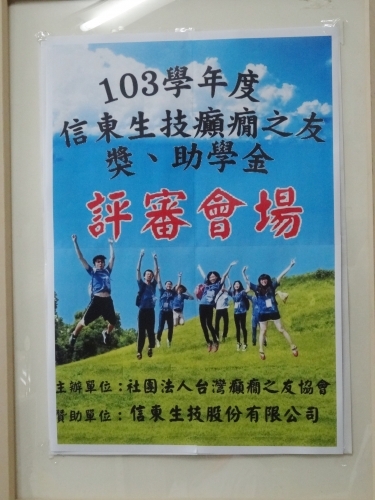 103學年度
信東生技癲癇之友
獎、助學金
評審會場
主辦單位：社團法人台灣癲癇之友協會
贊助單位：信東生技股份有限公司